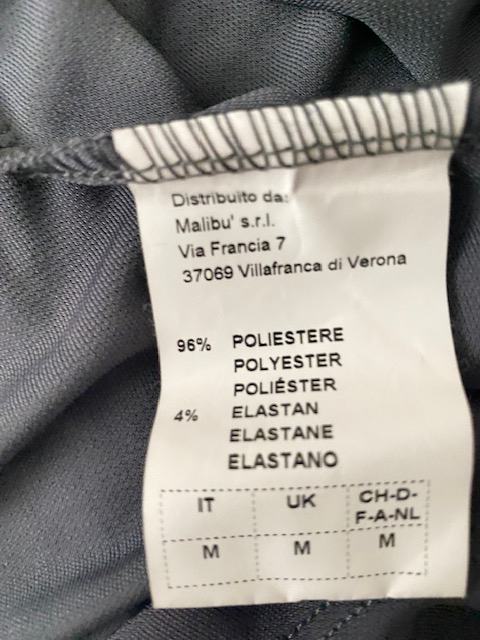 Distribuito da:
Malibu' s.r.l.
Via Francia 7
37069 Villafranca di Verona
96% POLIESTERE
POLYESTER
POLIÉSTER
4% ELASTAN
ELASTANE
ELASTANO
IT UK CH-D-
F-A-NL
M M M